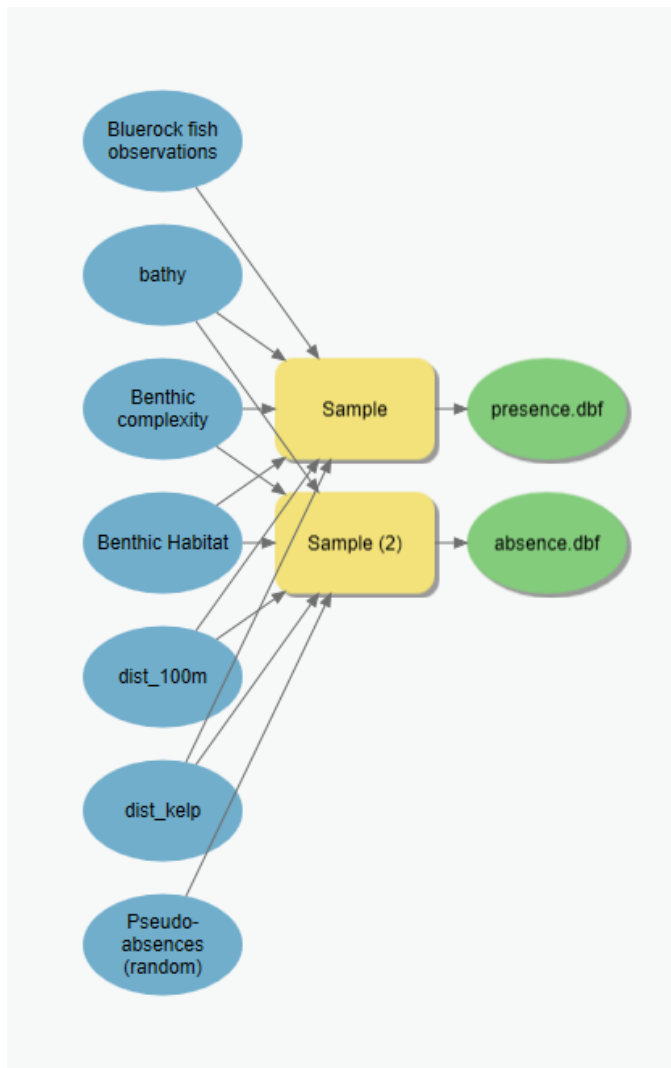 Bluerock fish
observations
bathy
Benthic
complexity
Sample
presence.dbf
Benthic Habitat
Sample (2)
absence.dbf
dist_100m
dist_kelp
Pseudo-
absences
(random)